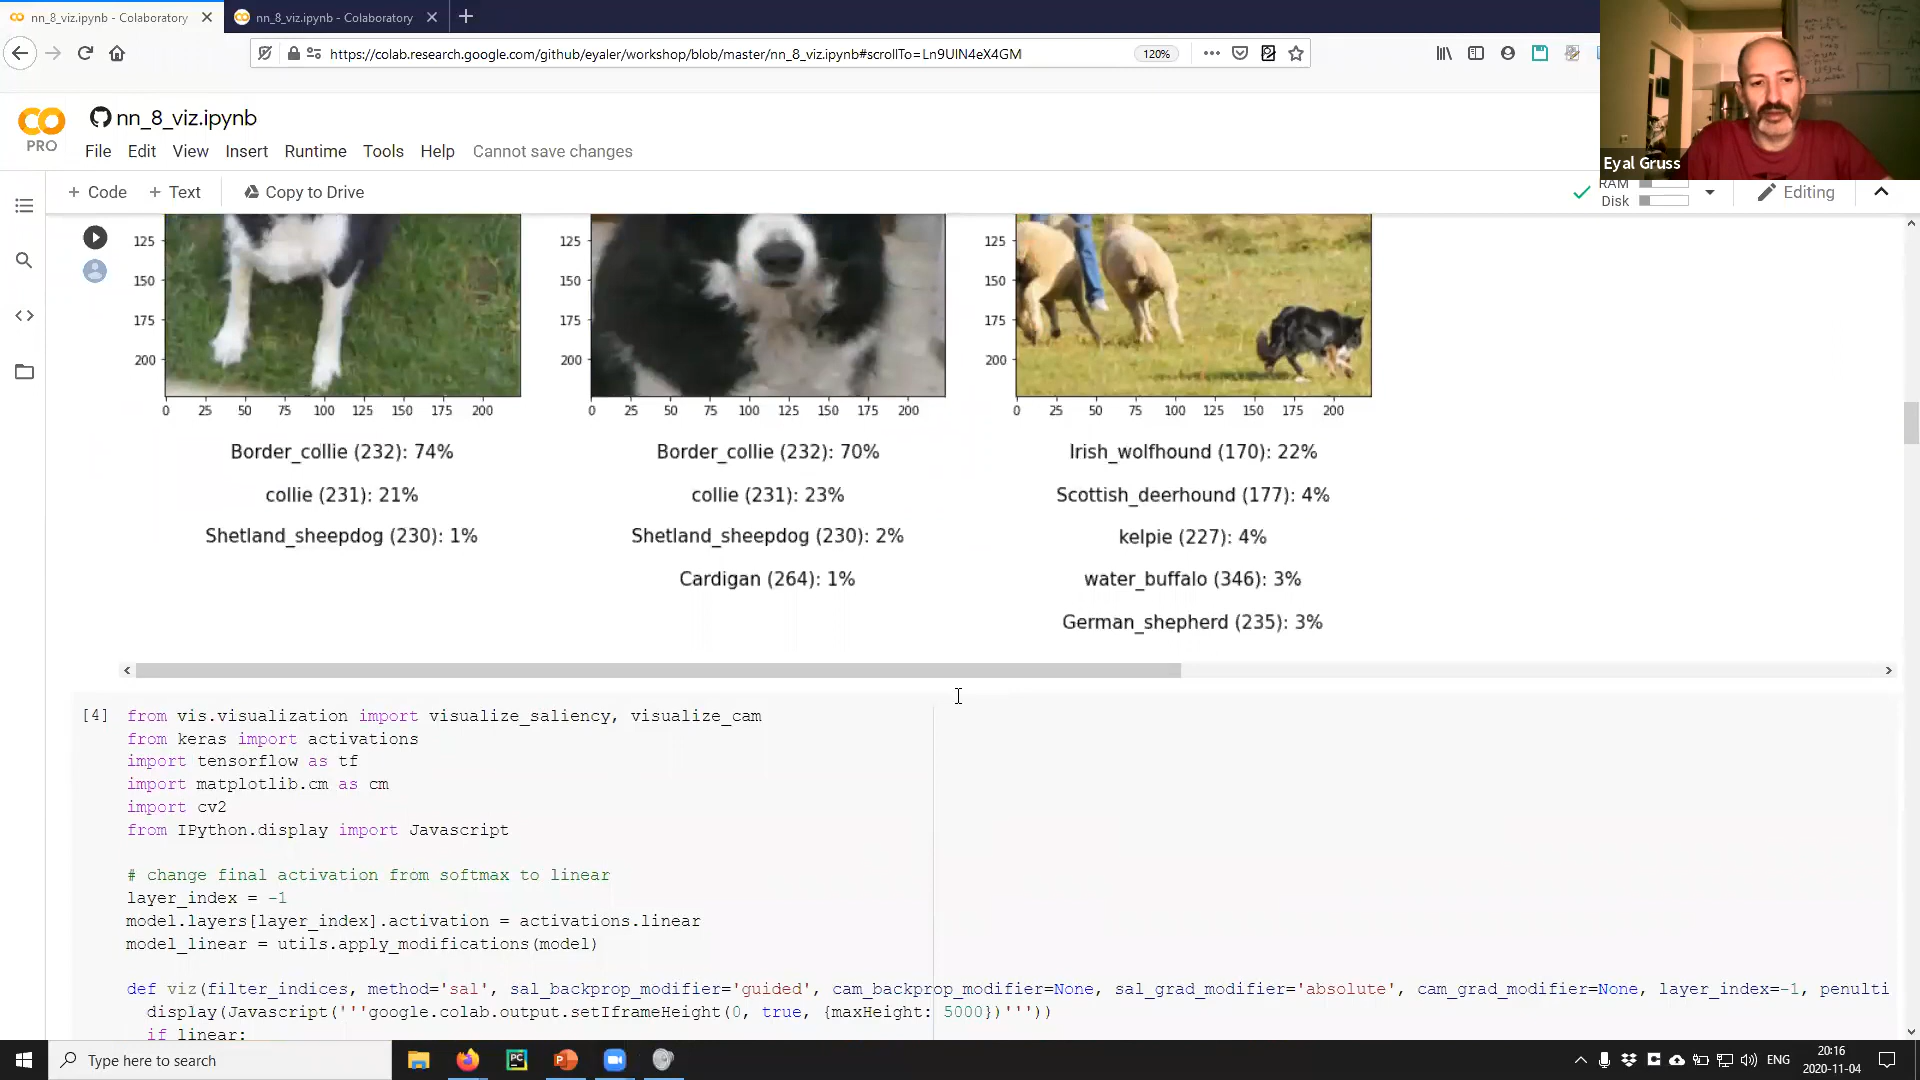 nn_8_viz.ipynb - Colaboratory
nn_8_viz.ipynb - Colaboratory
https://colab.research.google.com/github/eyaler/workshop/blob/master/nn_8_viz.ipynb#scrollTo=Ln9UlN4eX4GM
120%
PRO
nn_8_viz.ipynb
File Edit View Insert Runtime Tools Help Cannot save changes
Eyal Gruss
+ Code + Text Copy to Drive
RAM
Disk
Editing
125 125 125
150 150 150
175 175 175
200 200 200
0 25 50 75 100 125 150 175 200
0 25 50 75 100 125 150 175 200
0 25 50 75 100 125 150 175 200
Border_collie (232): 74%
collie (231): 21%
Shetland_sheepdog (230): 1%
Border_collie (232): 70%
collie (231): 23%
Shetland_sheepdog (230): 2%
Cardigan (264): 1%
Irish_wolfhound (170): 22%
Scottish_deerhound (177): 4%
kelpie (227): 4%
water_buffalo (346): 3%
German_shepherd (235): 3%
[4] from vis.visualization import visualize_saliency, visualize_cam
from keras import activations
import tensorflow as tf
import matplotlib.cm as cm
import cv2
from IPython.display import Javascript
# change final activation from softmax to linear
layer_index = -1
model.layers[layer_index].activation = activations.linear
model_linear = utils.apply_modifications(model)
def viz(filter_indices, method='sal', sal_backprop_modifier='guided', cam_backprop_modifier=None, sal_grad_modifier='absolute', cam_grad_modifier=None, layer_index=-1, penulti
display(Javascript('''google.colab.output.setIframeHeight(0, true, {maxHeight: 5000})'''))
if linear:
Type here to search
ENG
20:16
2020-11-04